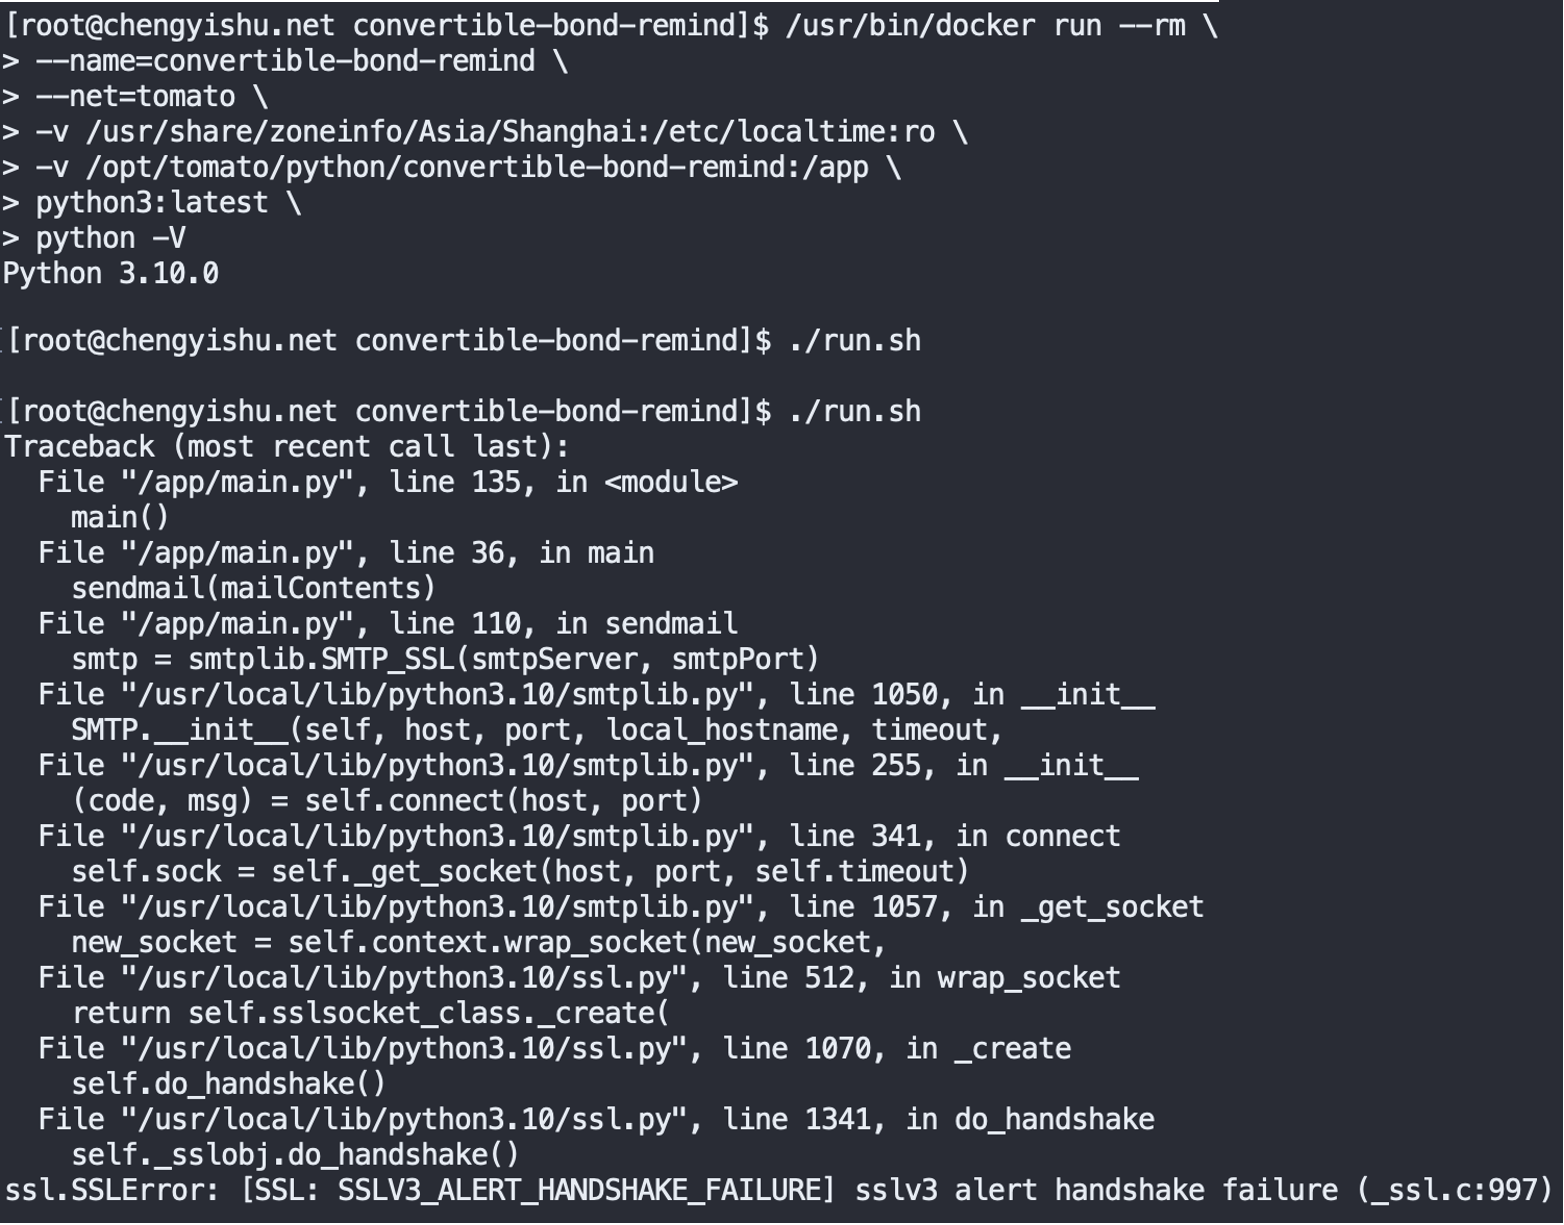 [root@chengyishu.net convertible-bond-remind]$ /usr/bin/docker run --rm \
> --name=convertible-bond-remind \
> --net=tomato \
> -v /usr/share/zoneinfo/Asia/Shanghai:/etc/localtime:ro \
> -v /opt/tomato/python/convertible-bond-remind:/app \
> python3:latest \
> python -V
Python 3.10.0
[[root@chengyishu.net convertible-bond-remind]$ ./run.sh
[[root@chengyishu.net convertible-bond-remind]$ ./run.sh
Traceback (most recent call last):
  File "/app/main.py", line 135, in <module>
    main()
  File "/app/main.py", line 36, in main
    sendmail(mailContents)
  File "/app/main.py", line 110, in sendmail
    smtp = smtplib.SMTP_SSL(smtpServer, smtpPort)
  File "/usr/local/lib/python3.10/smtplib.py", line 1050, in __init__
    SMTP.__init__(self, host, port, local_hostname, timeout,
  File "/usr/local/lib/python3.10/smtplib.py", line 255, in __init__
    (code, msg) = self.connect(host, port)
  File "/usr/local/lib/python3.10/smtplib.py", line 341, in connect
    self.sock = self._get_socket(host, port, self.timeout)
  File "/usr/local/lib/python3.10/smtplib.py", line 1057, in _get_socket
    new_socket = self.context.wrap_socket(new_socket,
  File "/usr/local/lib/python3.10/ssl.py", line 512, in wrap_socket
    return self.sslsocket_class._create(
  File "/usr/local/lib/python3.10/ssl.py", line 1070, in _create
    self.do_handshake()
  File "/usr/local/lib/python3.10/ssl.py", line 1341, in do_handshake
    self._sslobj.do_handshake()
ssl.SSLError: [SSL: SSLV3_ALERT_HANDSHAKE_FAILURE] sslv3 alert handshake failure (_ssl.c:997)